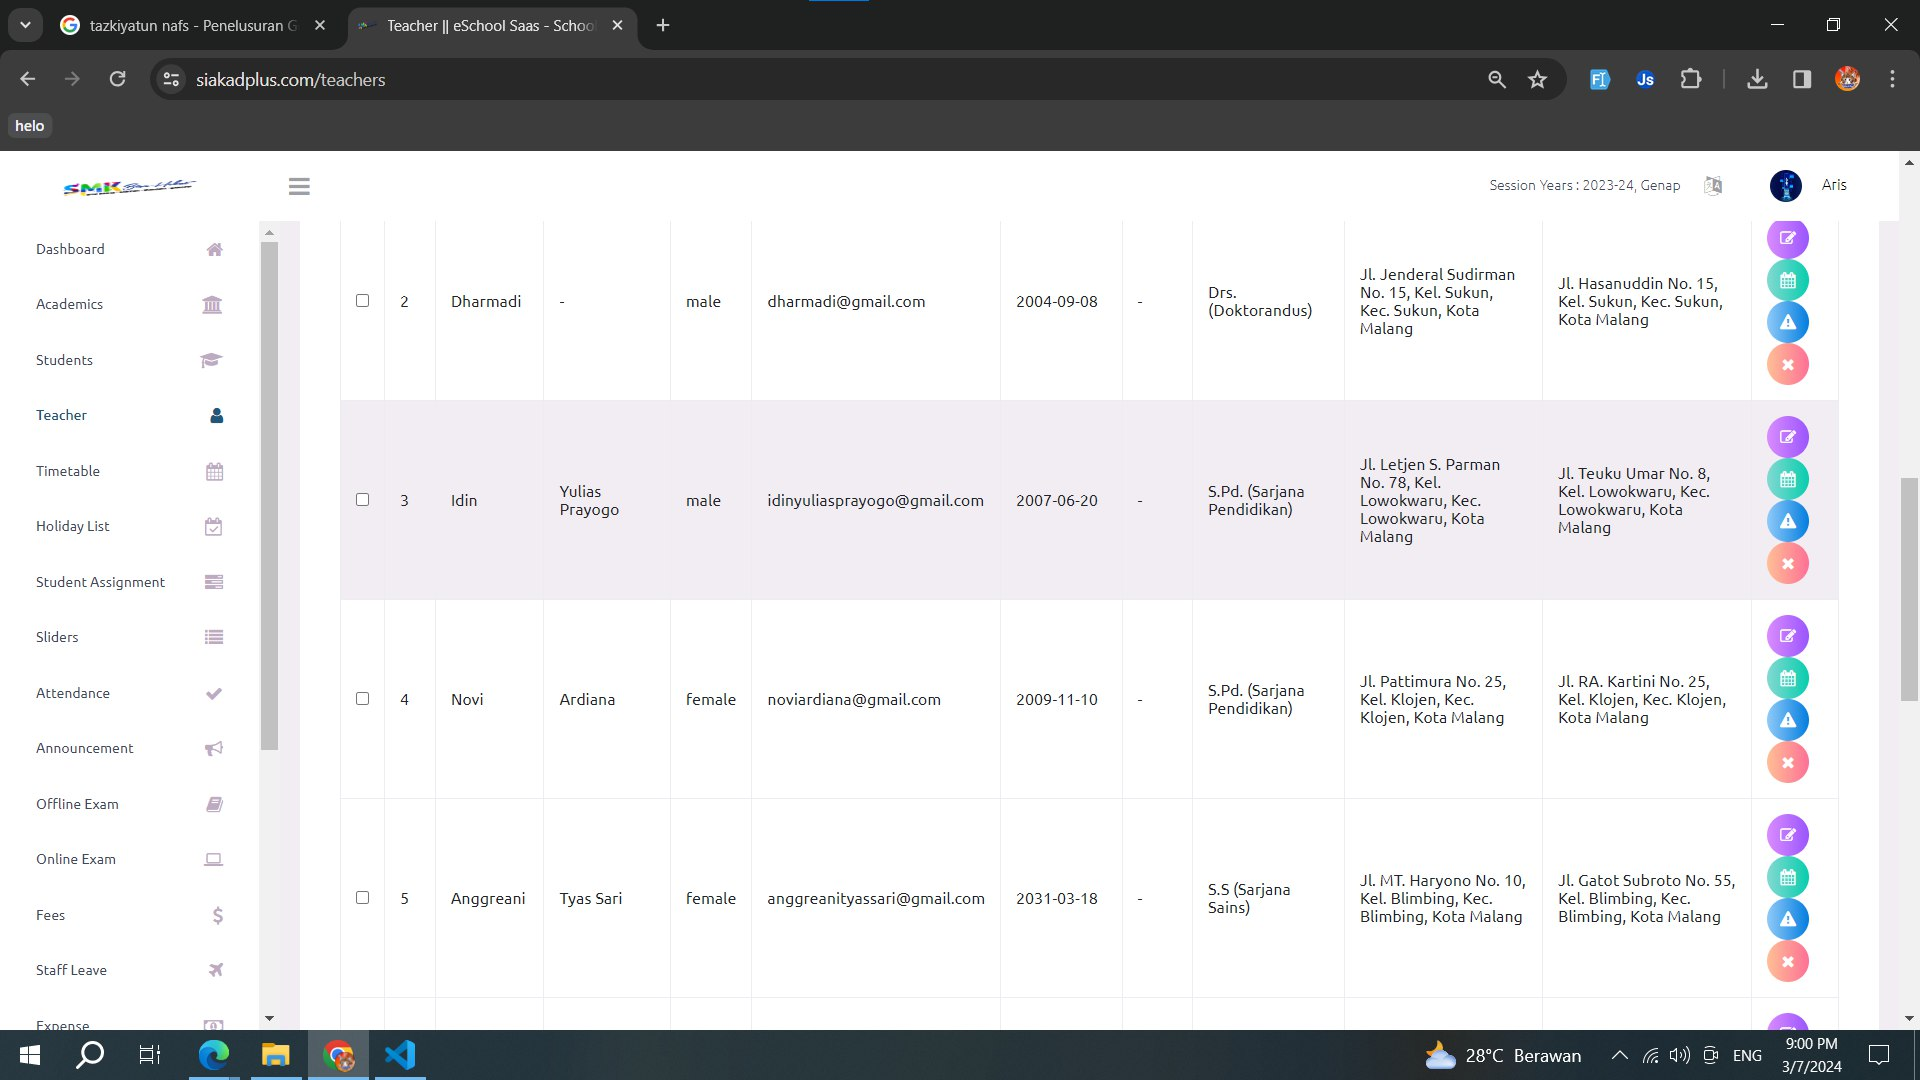 tazkiyatun nafs - Penelusuran G
Teacher || eSchool Saas - School
siakadplus.com/teachers
helo
SMK
Session Years : 2023-24, Genap
Aris
Dashboard
Academics
Students
Teacher
Timetable
Holiday List
Student Assignment
Sliders
Attendance
Announcement
Offline Exam
Online Exam
Fees
Staff Leave
Expense
2 Dharmadi - male dharmadi@gmail.com 2004-09-08 -
Drs.
(Doktorandus)
Jl. Jenderal Sudirman
No. 15, Kel. Sukun,
Kec. Sukun, Kota
Malang
Jl. Hasanuddin No. 15,
Kel. Sukun, Kec. Sukun,
Kota Malang
3 Idin
Yulias
Prayogo
male idinyuliasprayogo@gmail.com 2007-06-20 -
S.Pd. (Sarjana
Pendidikan)
Jl. Letjen S. Parman
No. 78, Kel.
Lowokwaru, Kec.
Lowokwaru, Kota
Malang
Jl. Teuku Umar No. 8,
Kel. Lowokwaru, Kec.
Lowokwaru, Kota
Malang
4 Novi Ardiana female noviardiana@gmail.com 2009-11-10 -
S.Pd. (Sarjana
Pendidikan)
Jl. Pattimura No. 25,
Kel. Klojen, Kec.
Klojen, Kota Malang
Jl. RA. Kartini No. 25,
Kel. Klojen, Kec. Klojen,
Kota Malang
5 Anggreani Tyas Sari female anggreanityassari@gmail.com 2031-03-18 -
S.S (Sarjana
Sains)
Jl. MT. Haryono No. 10,
Kel. Blimbing, Kec.
Blimbing, Kota Malang
Jl. Gatot Subroto No. 55,
Kel. Blimbing, Kec.
Blimbing, Kota Malang
28°C Berawan
ENG
9:00 PM
3/7/2024